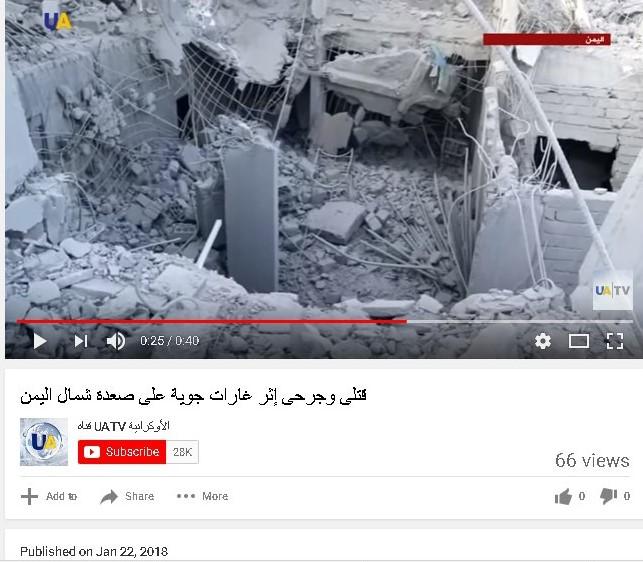 UA
اليمن
UA TV
0:25 / 0:40
قتلى وجرحى إثر غارات جوية على صعدة شمال اليمن
UA
قناة UATV الأوكرانية
Subscribe 28K
66 views
Add to Share More 0 0
Published on Jan 22, 2018